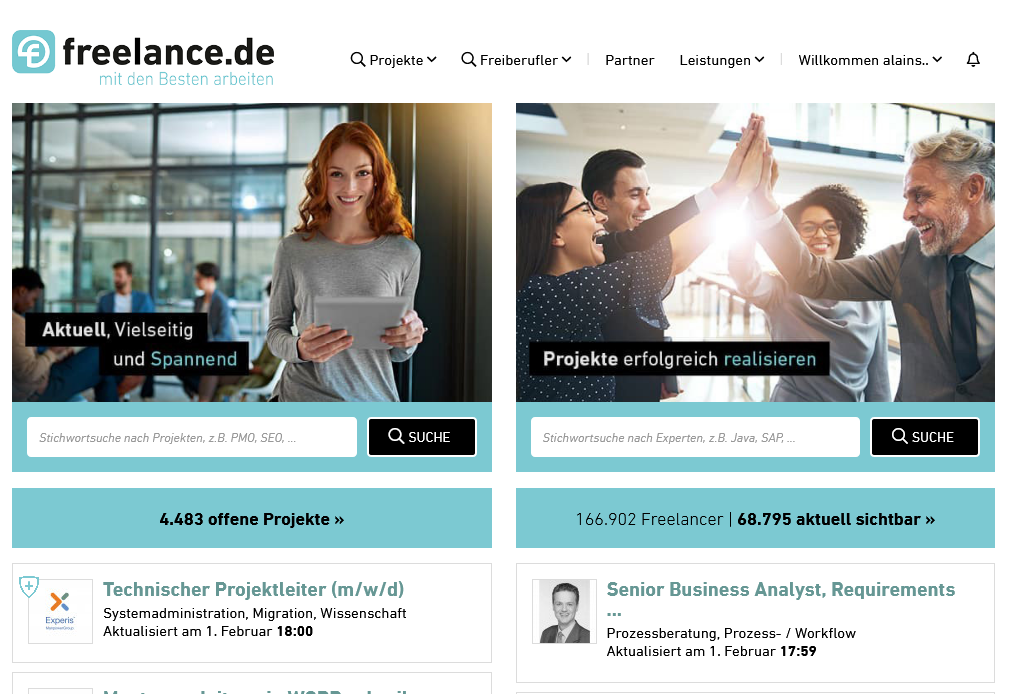 freelance.de
mit den Besten arbeiten
Projekte
Freiberufler
Partner
Leistungen
Willkommen alains..
Aktuell, Vielseitig
und Spannend
Projekte erfolgreich realisieren
Stichwortsuche nach Projekten, z.B. PMO, SEO, ...
SUCHE
Stichwortsuche nach Experten, z.B. Java, SAP, ...
SUCHE
4.483 offene Projekte »
166.902 Freelancer | 68.795 aktuell sichtbar »
Experis
ManpowerGroup
Technischer Projektleiter (m/w/d)
Systemadministration, Migration, Wissenschaft
Aktualisiert am 1. Februar 18:00
Senior Business Analyst, Requirements
...
Prozessberatung, Prozess- / Workflow
Aktualisiert am 1. Februar 17:59